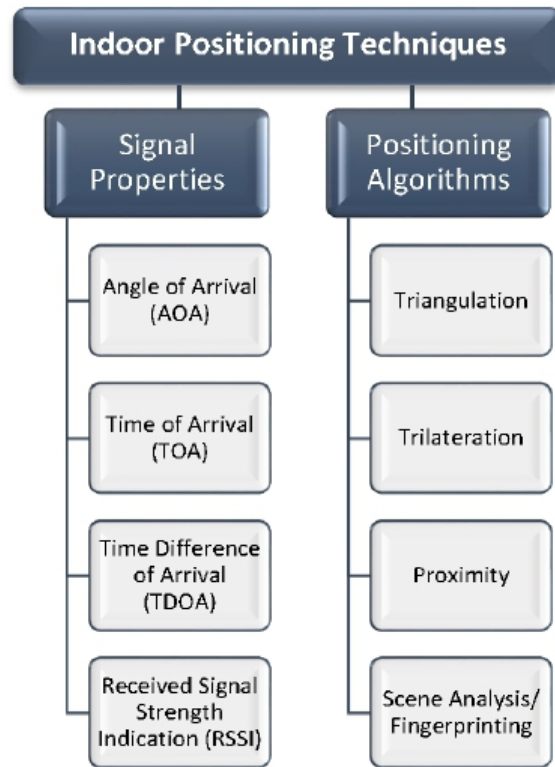 Indoor Positioning Techniques
Signal
Properties
Angle of Arrival
(AOA)
Time of Arrival
(TOA)
Time Difference
of Arrival
(TDOA)
Received Signal
Strength
Indication (RSSI)
Positioning
Algorithms
Triangulation
Trilateration
Proximity
Scene Analysis/
Fingerprinting